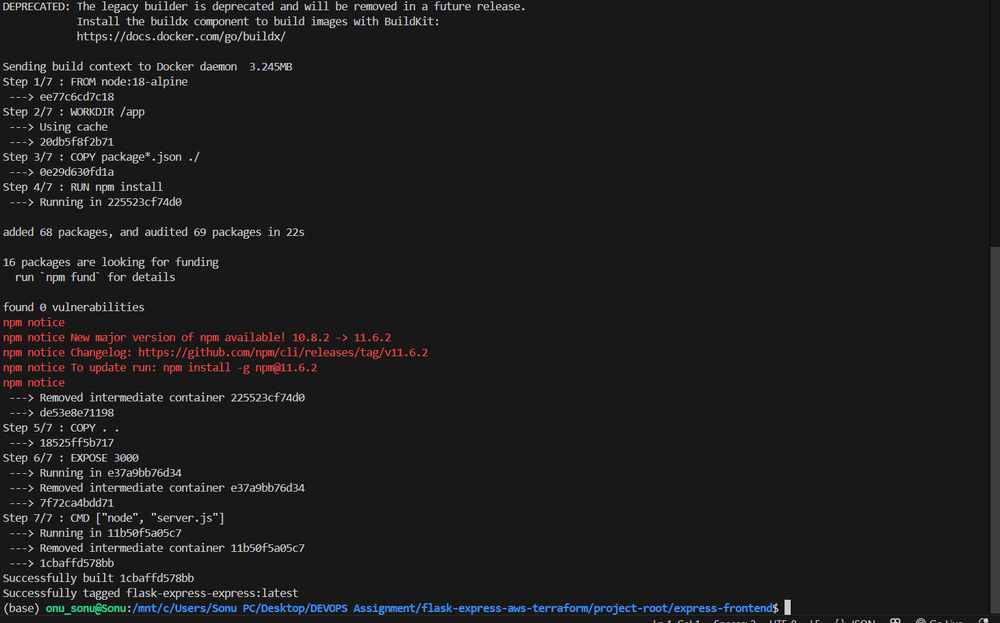 DEPRECATED: The legacy builder is deprecated and will be removed in a future release.
            Install the buildx component to build images with BuildKit:
            https://docs.docker.com/go/buildx/

Sending build context to Docker daemon  3.245MB
Step 1/7 : FROM node:18-alpine
 ---> ee77c6cd7c18
Step 2/7 : WORKDIR /app
 ---> Using cache
 ---> 20db5f8f2b71
Step 3/7 : COPY package*.json ./
 ---> 0e29d630fd1a
Step 4/7 : RUN npm install
 ---> Running in 225523cf74d0

added 68 packages, and audited 69 packages in 22s

16 packages are looking for funding
  run `npm fund` for details

found 0 vulnerabilities
npm notice
npm notice New major version of npm available! 10.8.2 -> 11.6.2
npm notice Changelog: https://github.com/npm/cli/releases/tag/v11.6.2
npm notice To update run: npm install -g npm@11.6.2
npm notice
 ---> Removed intermediate container 225523cf74d0
 ---> de53e8e71198
Step 5/7 : COPY . .
 ---> 18525ff5b717
Step 6/7 : EXPOSE 3000
 ---> Running in e37a9bb76d34
 ---> Removed intermediate container e37a9bb76d34
 ---> 7f72ca4bdd71
Step 7/7 : CMD ["node", "server.js"]
 ---> Running in 11b50f5a05c7
 ---> Removed intermediate container 11b50f5a05c7
 ---> 1cbaffd578bb
Successfully built 1cbaffd578bb
Successfully tagged flask-express-express:latest
(base) onu_sonu@Sonu:/mnt/c/Users/Sonu PC/Desktop/DEVOPS Assignment/flask-express-aws-terraform/project-root/express-frontend$